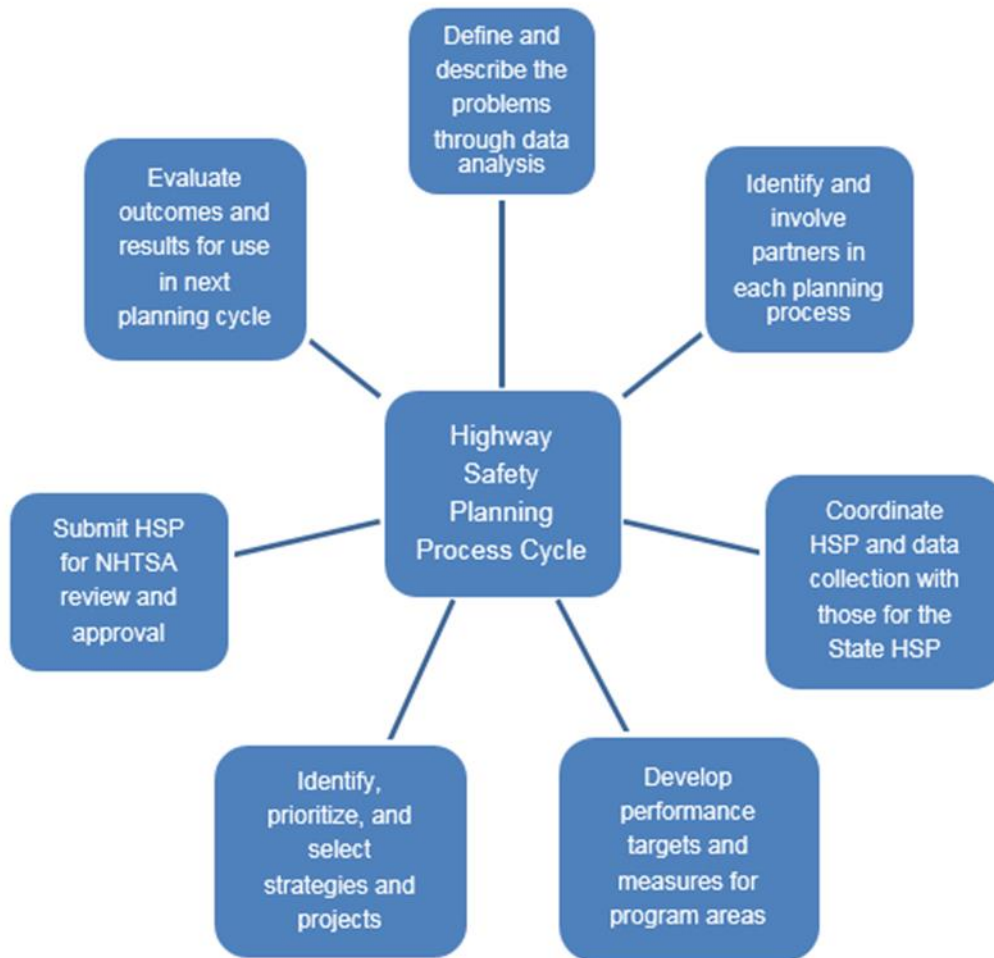 Define and
describe the
problems
through data
analysis
Identify and
involve
partners in
each planning
process
Coordinate
HSP and data
collection with
those for the
State HSP
Develop
performance
targets and
measures for
program areas
Identify,
prioritize, and
select
strategies and
projects
Submit HSP
for NHTSA
review and
approval
Evaluate
outcomes and
results for use
in next
planning cycle
Highway
Safety
Planning
Process Cycle